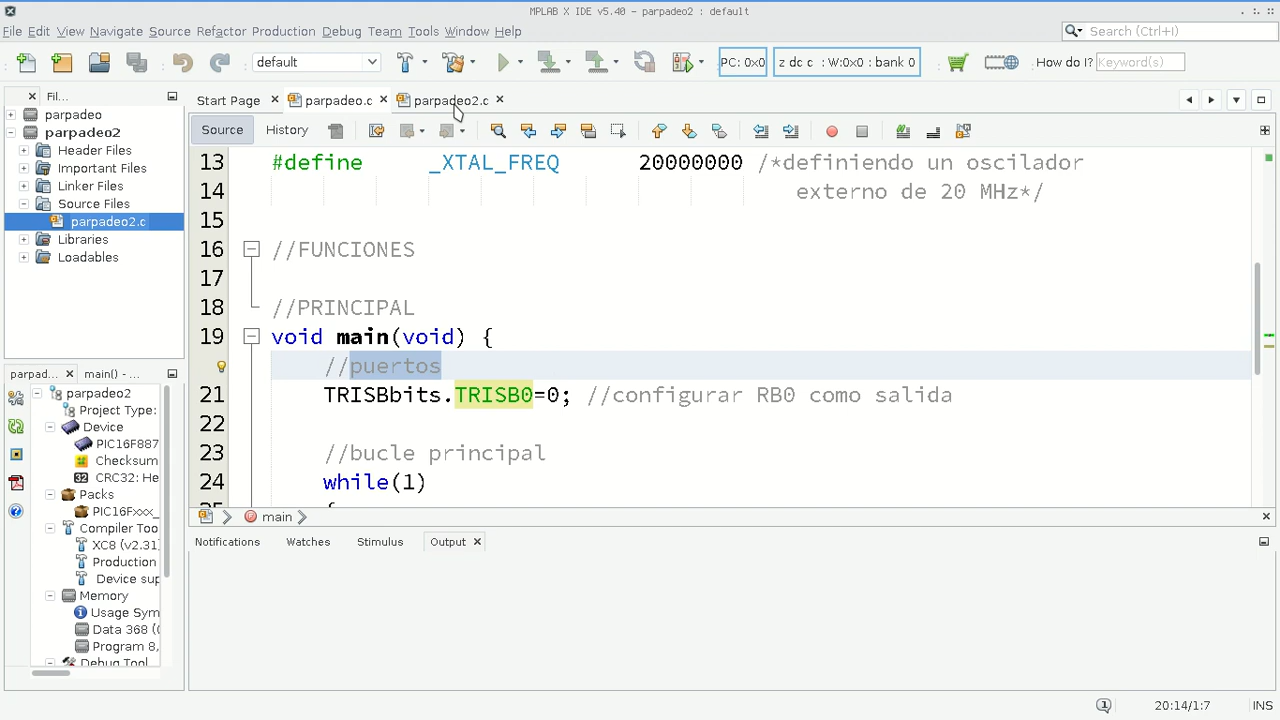 MPLAB X IDE v5.40 - parpadeo2 : default
File Edit View Navigate Source Refactor Production Debug Team Tools Window Help
Search (Ctrl+I)
default
PC: 0x0
z dc c : W:0x0 : bank 0
How do I?
Keyword(s)
Fil...
parpadeo
parpadeo2
Header Files
Important Files
Linker Files
Source Files
parpadeo2.c
Libraries
Loadables
Start Page
parpadeo.c
parpadeo2.c
Source
History
13 #define _XTAL_FREQ 20000000 /*definiendo un oscilador
14 externo de 20 MHz*/
15
16 //FUNCIONES
17
18 //PRINCIPAL
19 void main(void) {
//puertos
21 TRISBbits.TRISB0=0; //configurar RB0 como salida
22
23 //bucle principal
24 while(1)
25 {
main
parpad...
main() - ...
parpadeo2
Project Type:
Device
PIC16F887
Checksum
CRC32: He
Packs
PIC16Fxxx_
Compiler Too
XC8 (v2.31)
Production
Device sup
Memory
Usage Sym
Data 368 (
Program 8,
Debug Tool
Notifications
Watches
Stimulus
Output
1
20:14/1:7
INS